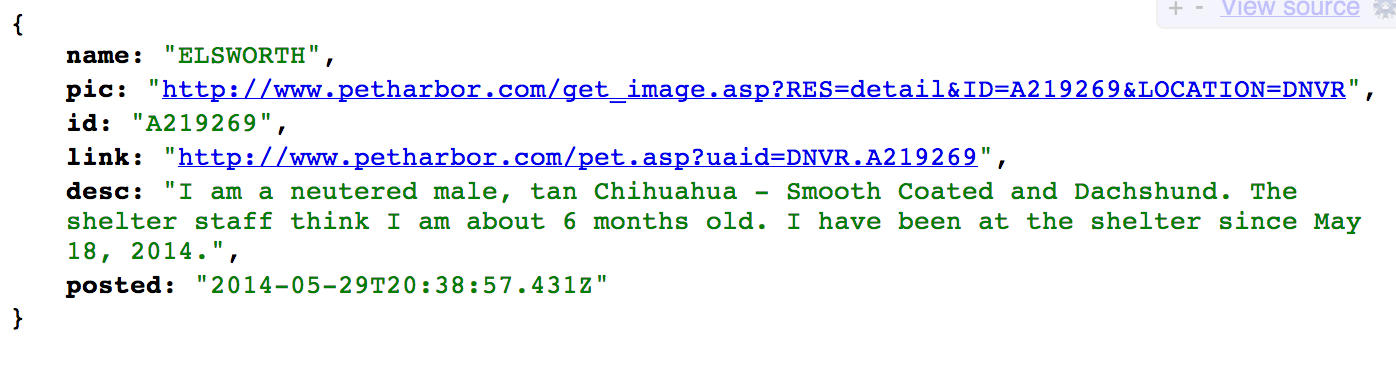 + - View source
{
name: "ELSWORTH",
pic: "http://www.petharbor.com/get_image.asp?RES=detail&ID=A219269&LOCATION=DNVR",
id: "A219269",
link: "http://www.petharbor.com/pet.asp?uaid=DNVR.A219269",
desc: "I am a neutered male, tan Chihuahua - Smooth Coated and Dachshund. The
shelter staff think I am about 6 months old. I have been at the shelter since May
18, 2014.",
posted: "2014-05-29T20:38:57.431Z"
}